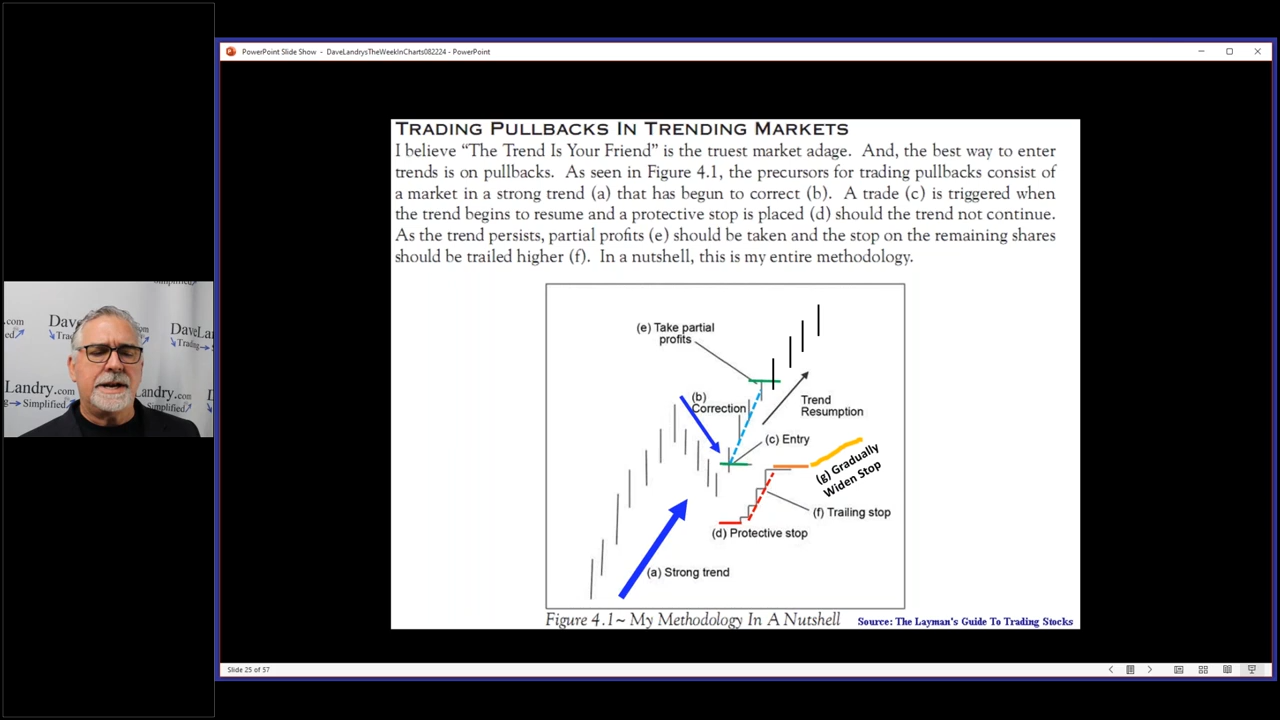 PowerPoint Slide Show - DaveLandrysTheWeekInCharts082224 - PowerPoint
TRADING PULLBACKS IN TRENDING MARKETS
I believe “The Trend Is Your Friend” is the truest market adage. And, the best way to enter
trends is on pullbacks. As seen in Figure 4.1, the precursors for trading pullbacks consist of
a market in a strong trend (a) that has begun to correct (b). A trade (c) is triggered when
the trend begins to resume and a protective stop is placed (d) should the trend not continue.
As the trend persists, partial profits (e) should be taken and the stop on the remaining shares
should be trailed higher (f). In a nutshell, this is my entire methodology.
(e) Take partial
profits
(b)
Correction
Trend
Resumption
(c) Entry
(g) Gradually
Widen Stop
(f) Trailing stop
(d) Protective stop
(a) Strong trend
Figure 4.1~ My Methodology In A Nutshell
Source: The Layman's Guide To Trading Stocks
.com
Dave
DaveLan
Trading
Landry.com
Simplified
Slide 25 of 57